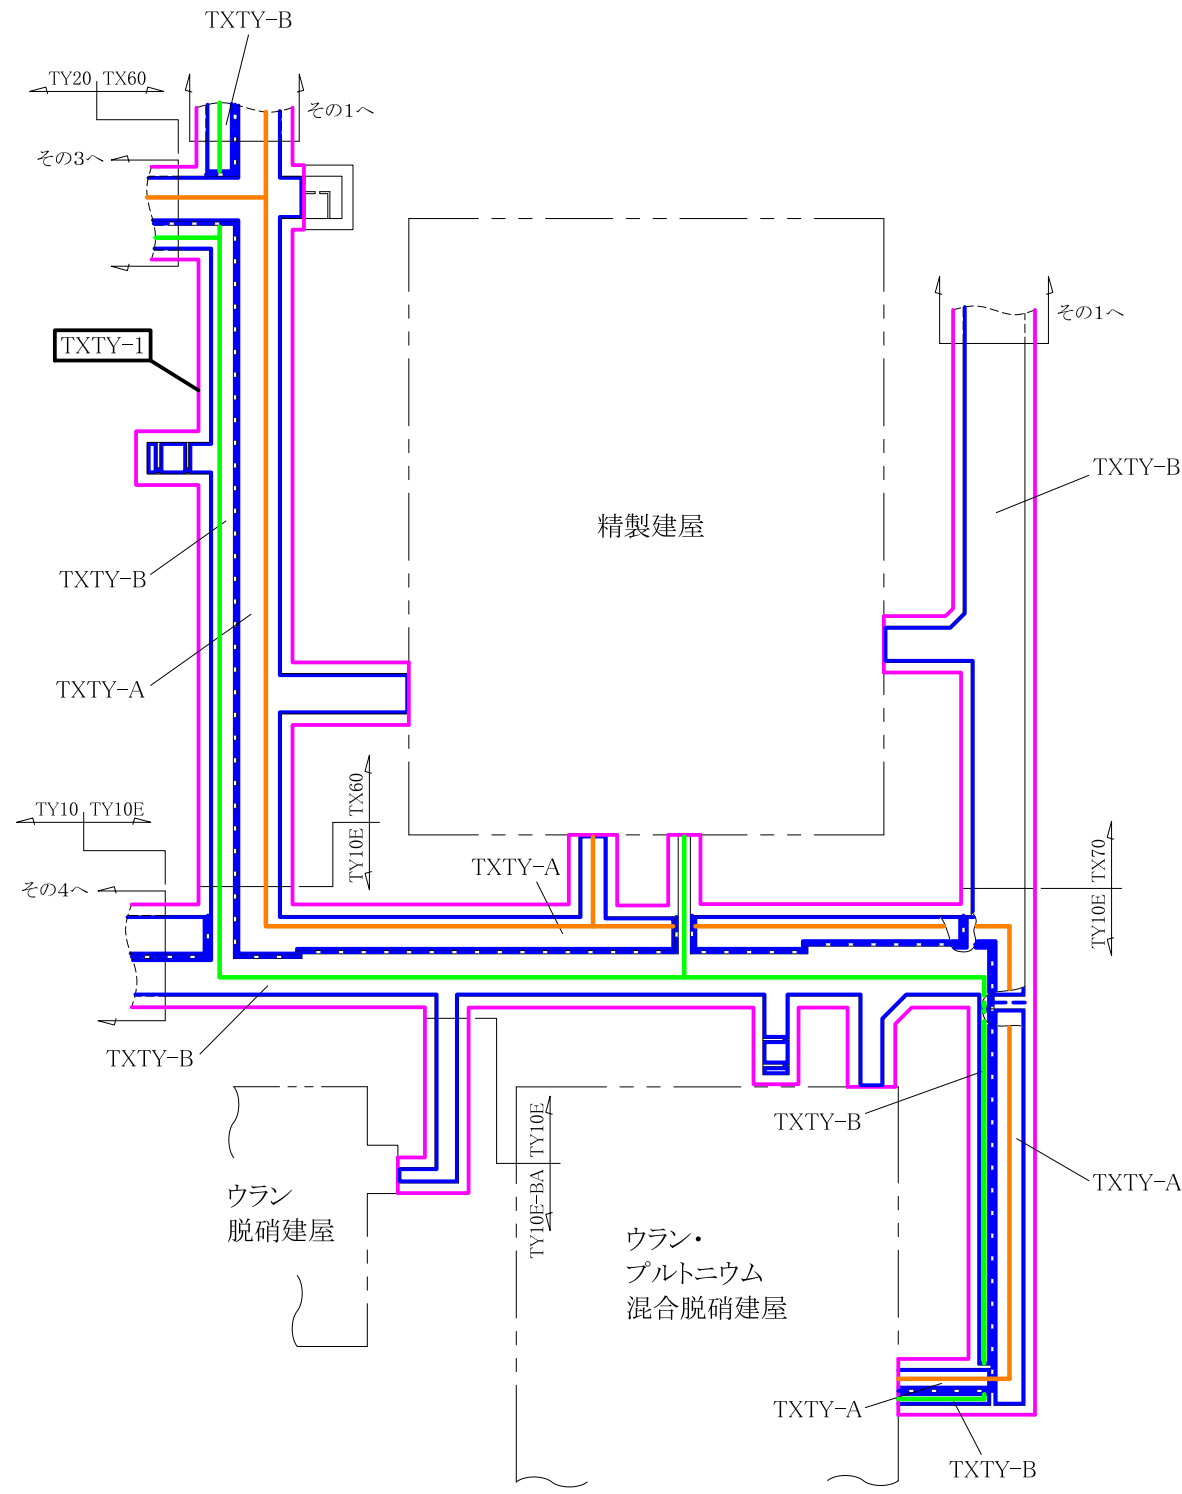 TXTY-B
TY20 TX60
その1へ
その3へ
その1へ
TXTY-1
TXTY-B
精製建屋
TXTY-B
TXTY-A
TY10 TY10E
TY10E TX60
TXTY-A
TY10E TX70
その4へ
TXTY-B
TXTY-B
TY10E-BA TY10E
TXTY-A
ウラン
脱硝建屋
ウラン・
プルトニウム
混合脱硝建屋
TXTY-A
TXTY-B